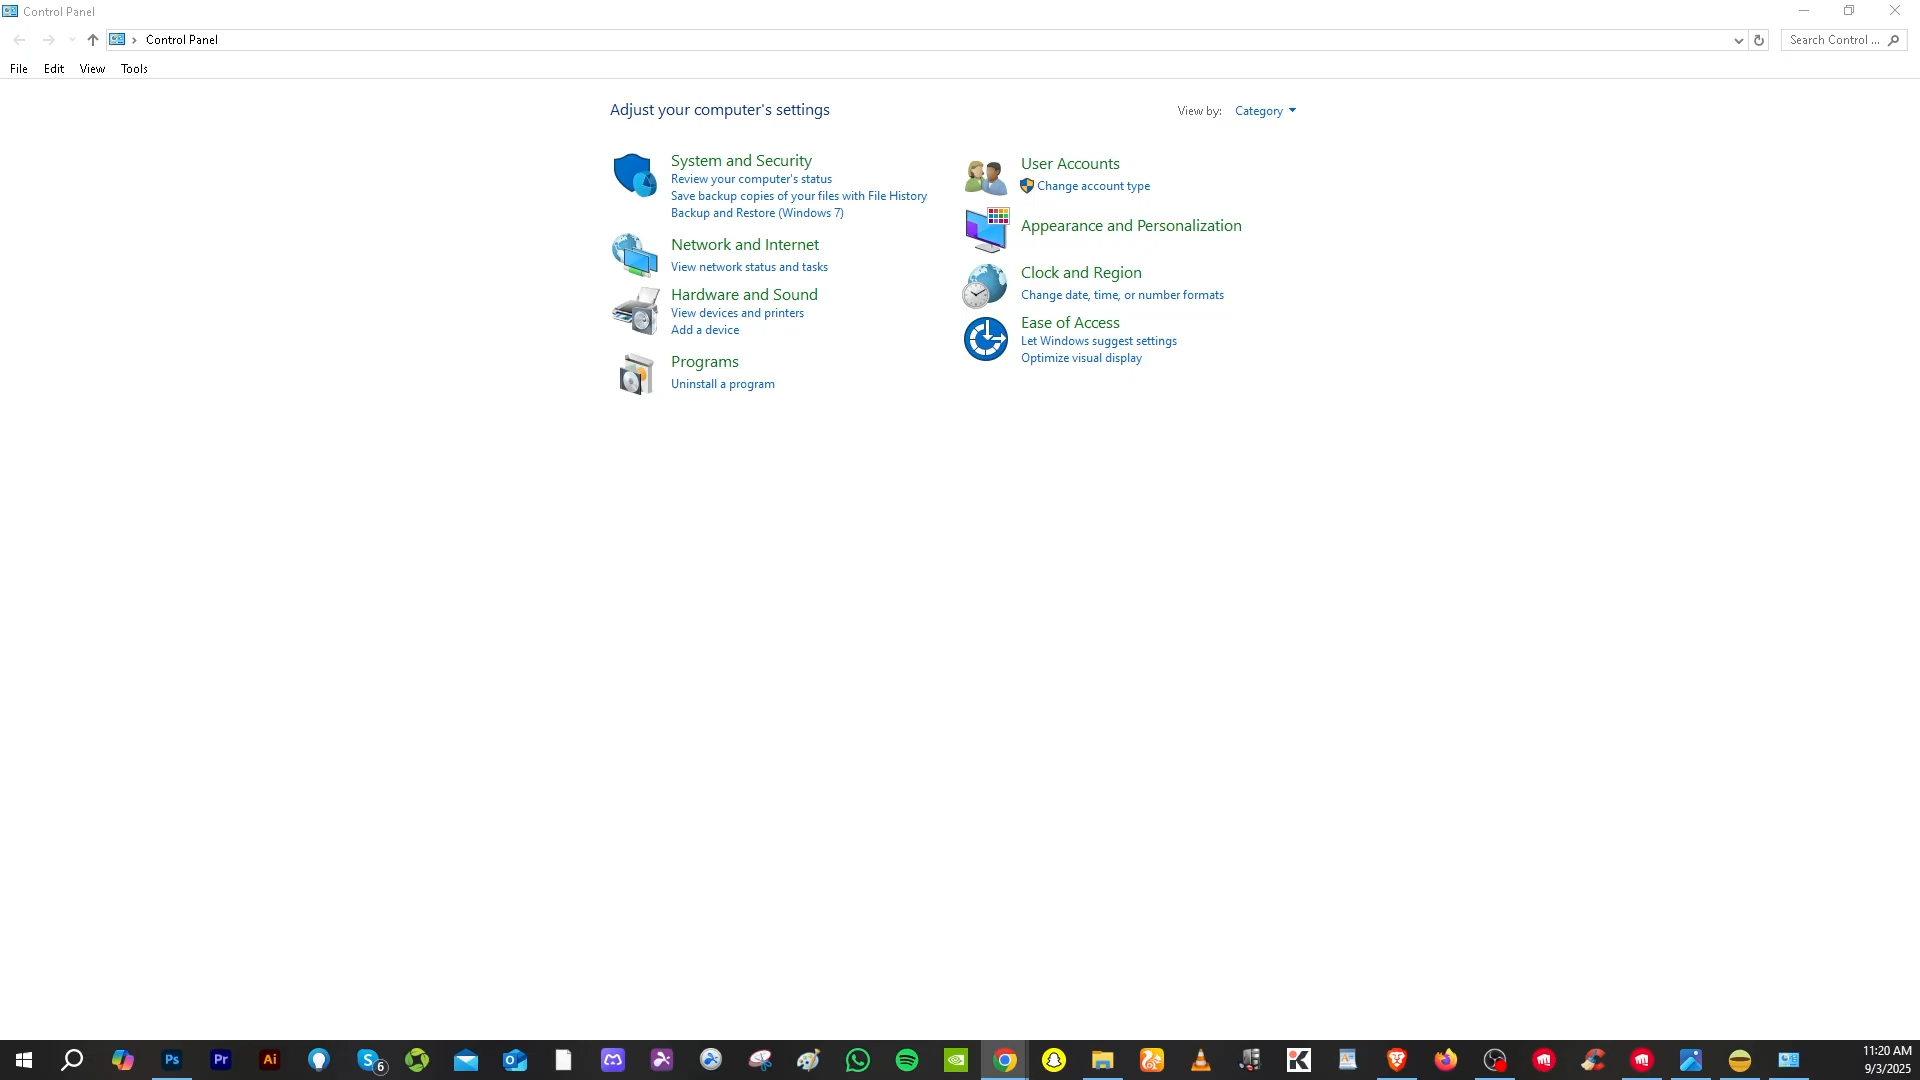 Control Panel
Control Panel
Search Control ...
File Edit View Tools
Adjust your computer's settings
View by: Category
System and Security
Review your computer's status
Save backup copies of your files with File History
Backup and Restore (Windows 7)
Network and Internet
View network status and tasks
Hardware and Sound
View devices and printers
Add a device
Programs
Uninstall a program
User Accounts
Change account type
Appearance and Personalization
Clock and Region
Change date, time, or number formats
Ease of Access
Let Windows suggest settings
Optimize visual display
Ps Pr Ai S 6 K
11:20 AM
9/3/2025